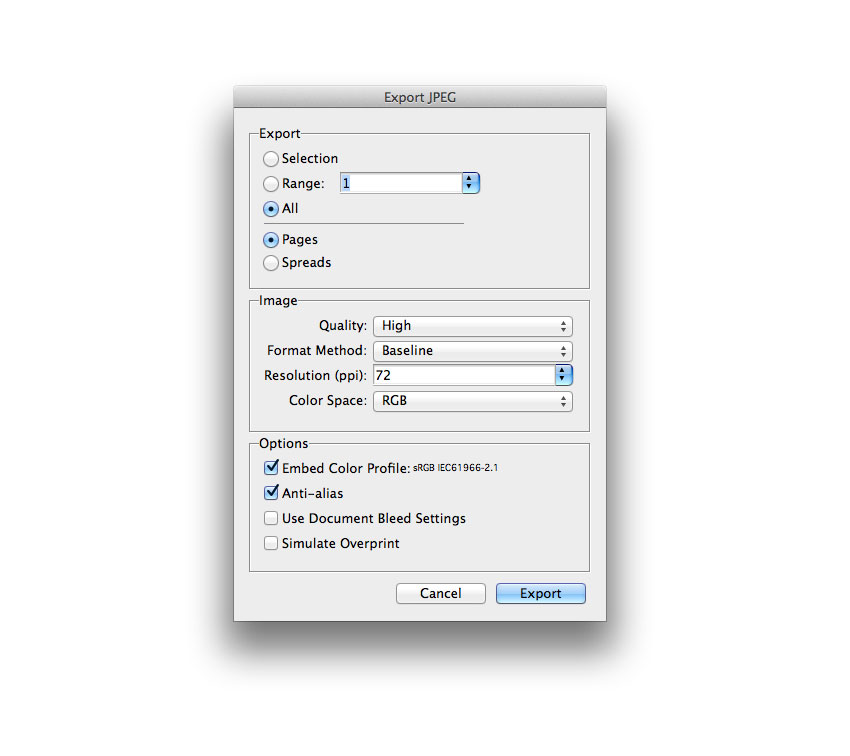 Export JPEG
Export
Selection
Range: 1
All
Pages
Spreads
Image
Quality: High
Format Method: Baseline
Resolution (ppi): 72
Color Space: RGB
Options
Embed Color Profile: sRGB IEC61966-2.1
Anti-alias
Use Document Bleed Settings
Simulate Overprint
Cancel Export